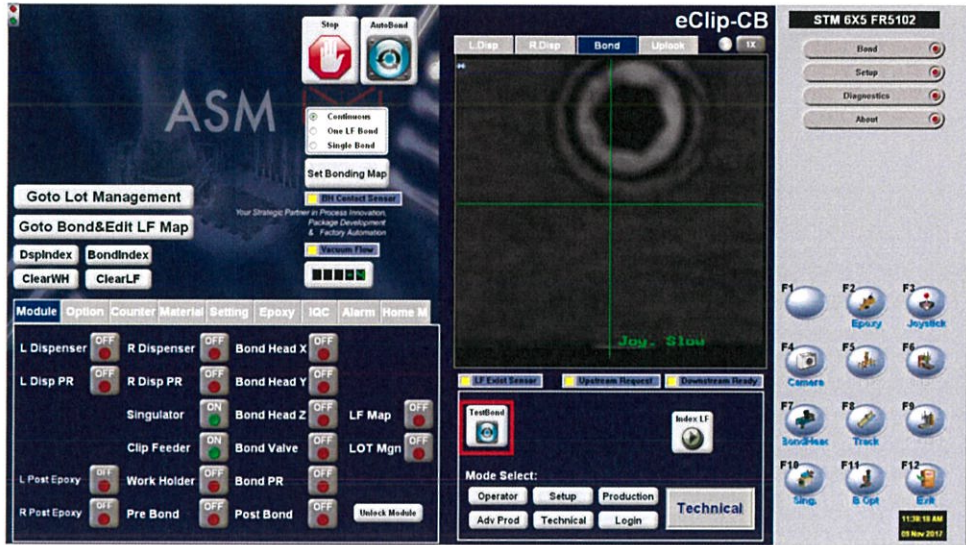 Stop
AutoBond
eClip-CB
STM 6X5 FR5102
L.Disp
R.Disp
Bond
Uplook
1X
Bond
Setup
Diagnostics
About
ASM
Continuous
One LF Bond
Single Bond
Set Bonding Map
BH Contact Sensor
Your Strategic Partner in Process Innovation,
Package Development
& Factory Automation
Vacuum Flow
Goto Lot Management
Goto Bond&Edit LF Map
DspIndex
BondIndex
ClearWH
ClearLF
Module
Option
Counter
Material
Setting
Epoxy
IQC
Alarm
Home M
L Dispenser OFF
R Dispenser OFF
Bond Head X OFF
L Disp PR OFF
R Disp PR OFF
Bond Head Y OFF
Singulator ON
Bond Head Z OFF
LF Map OFF
Clip Feeder ON
Bond Valve OFF
LOT Mgn OFF
L Post Epoxy OFF
Work Holder OFF
Bond PR OFF
R Post Epoxy OFF
Pre Bond OFF
Post Bond OFF
Unlock Module
Joy. Slow
LF Exist Sensor
Upstream Request
Downstream Ready
TestBond
Index LF
Mode Select:
Operator
Setup
Production
Adv Prod
Technical
Login
Technical
F1
F2
Epoxy
F3
Joystick
F4
Camera
F5
F6
F7
BondHead
F8
Track
F9
F10
Sing.
F11
B Opt
F12
Exit
11:38:18 AM
09 Nov 2017